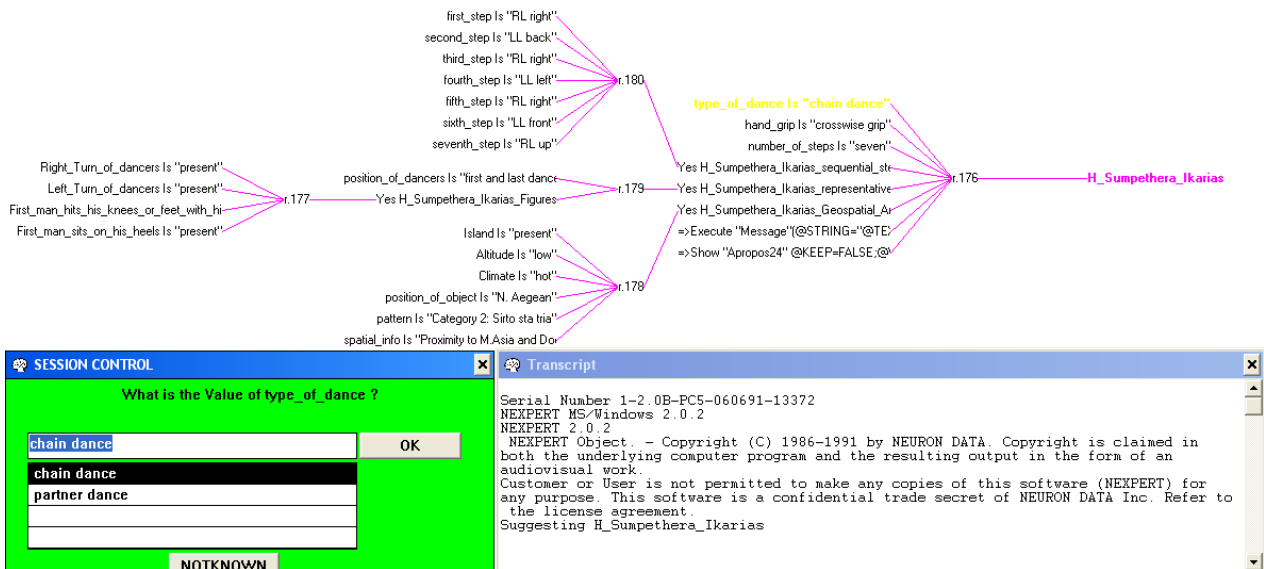 first_step Is "RL right"
second_step Is "LL back"
third_step Is "RL right"
fourth_step Is "LL left"
fifth_step Is "RL right"
sixth_step Is "LL front"
seventh_step Is "RL up"
r.180
type_of_dance Is "chain dance"
hand_grip Is "crosswise grip"
number_of_steps Is "seven"
Yes H_Sumpethera_Ikarias_sequential_ste
Yes H_Sumpethera_Ikarias_representative
Yes H_Sumpethera_Ikarias_Geospatial_A
=>Execute "Message"(@STRING="@TE
=>Show "Apropos24" @KEEP=FALSE;@
r.176
H_Sumpethera_Ikarias
Right_Turn_of_dancers Is "present"
Left_Turn_of_dancers Is "present"
First_man_hits_his_knees_or_feet_with_hi
First_man_sits_on_his_heels Is "present"
r.177
position_of_dancers Is "first and last dance
Yes H_Sumpethera_Ikarias_Figures
r.179
Island Is "present"
Altitude Is "low"
Climate Is "hot"
position_of_object Is "N. Aegean"
pattern Is "Category 2: Sirto sta tria"
spatial_info Is "Proximity to M.Asia and Do
r.178
SESSION CONTROL
What is the Value of type_of_dance ?
chain dance
OK
chain dance
partner dance
NOTKNOWN
Transcript
Serial Number 1-2.0B-PC5-060691-13372
NEXPERT MS/Windows 2.0.2
NEXPERT 2.0.2
NEXPERT Object. - Copyright (C) 1986-1991 by NEURON DATA. Copyright is claimed in
both the underlying computer program and the resulting output in the form of an
audiovisual work.
Customer or User is not permitted to make any copies of this software (NEXPERT) for
any purpose. This software is a confidential trade secret of NEURON DATA Inc. Refer to
the license agreement.
Suggesting H_Sumpethera_Ikarias